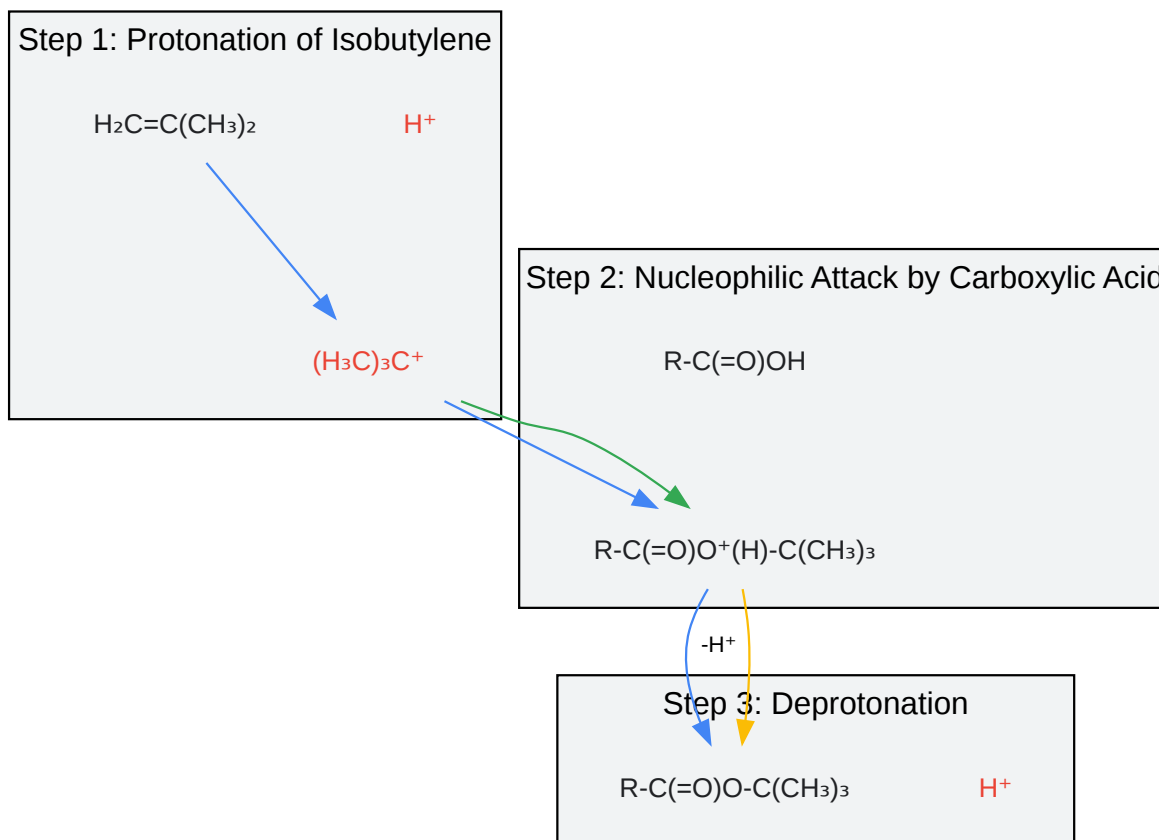 Step 1: Protonation of Isobutylene
H₂C=C(CH₃)₂
H⁺
(H₃C)₃C⁺
Step 2: Nucleophilic Attack by Carboxylic Acid
R-C(=O)OH
R-C(=O)O⁺(H)-C(CH₃)₃
-H⁺
Step 3: Deprotonation
R-C(=O)O-C(CH₃)₃
H⁺